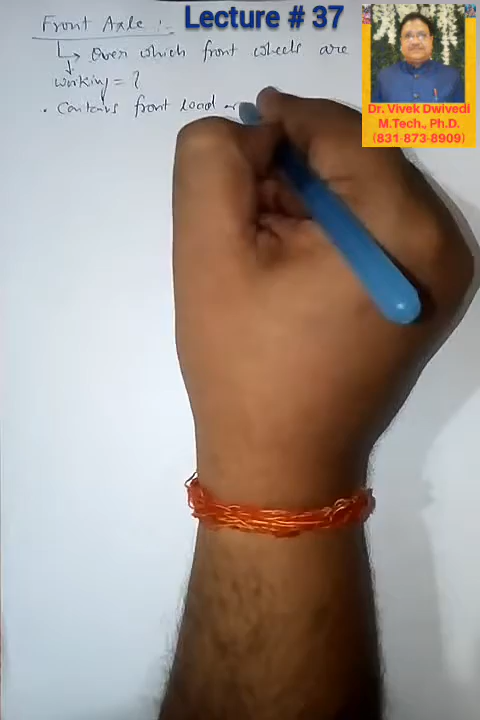 Front Axle :-
Lecture # 37
↳ Over which front wheels are
working = ?
• Contains front load
Dr. Vivek Dwivedi
M.Tech., Ph.D.
(831-873-8909)